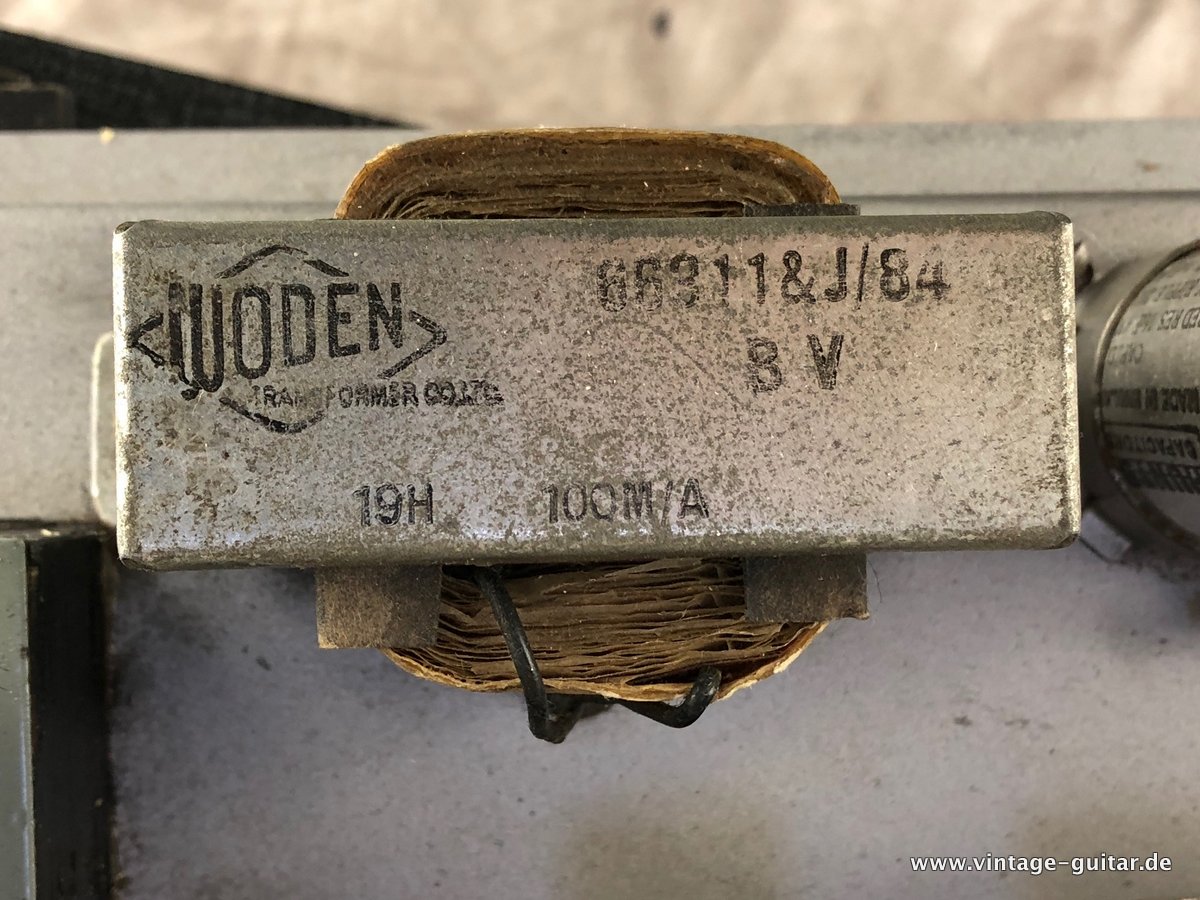 WODEN
TRANSFORMER CO.LTD.
66311&J/84
B V
19H 100M/A
www.vintage-guitar.de